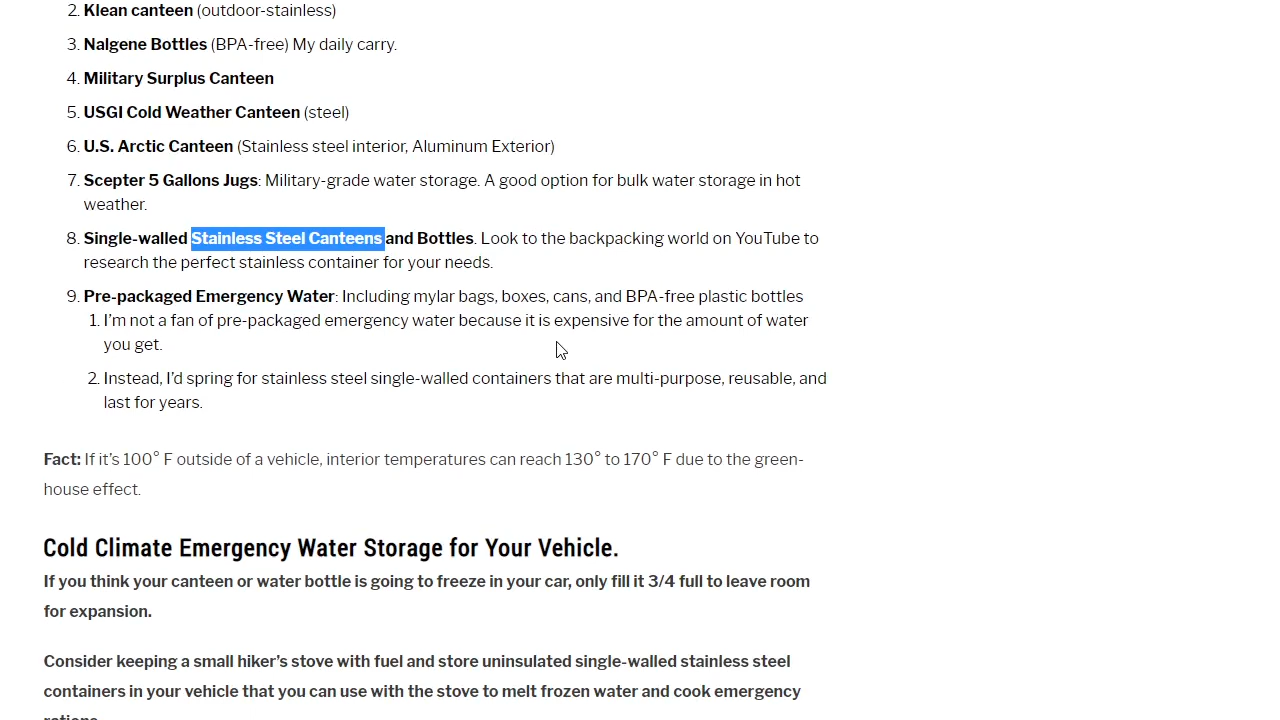 2. Klean canteen (outdoor-stainless)
3. Nalgene Bottles (BPA-free) My daily carry.
4. Military Surplus Canteen
5. USGI Cold Weather Canteen (steel)
6. U.S. Arctic Canteen (Stainless steel interior, Aluminum Exterior)
7. Scepter 5 Gallons Jugs: Military-grade water storage. A good option for bulk water storage in hot
weather.
8. Single-walled Stainless Steel Canteens and Bottles. Look to the backpacking world on YouTube to
research the perfect stainless container for your needs.
9. Pre-packaged Emergency Water: Including mylar bags, boxes, cans, and BPA-free plastic bottles
1. I’m not a fan of pre-packaged emergency water because it is expensive for the amount of water
you get.
2. Instead, I’d spring for stainless steel single-walled containers that are multi-purpose, reusable, and
last for years.
Fact: If it’s 100° F outside of a vehicle, interior temperatures can reach 130° to 170° F due to the green-
house effect.
Cold Climate Emergency Water Storage for Your Vehicle.
If you think your canteen or water bottle is going to freeze in your car, only fill it 3/4 full to leave room
for expansion.
Consider keeping a small hiker’s stove with fuel and store uninsulated single-walled stainless steel
containers in your vehicle that you can use with the stove to melt frozen water and cook emergency
rations.